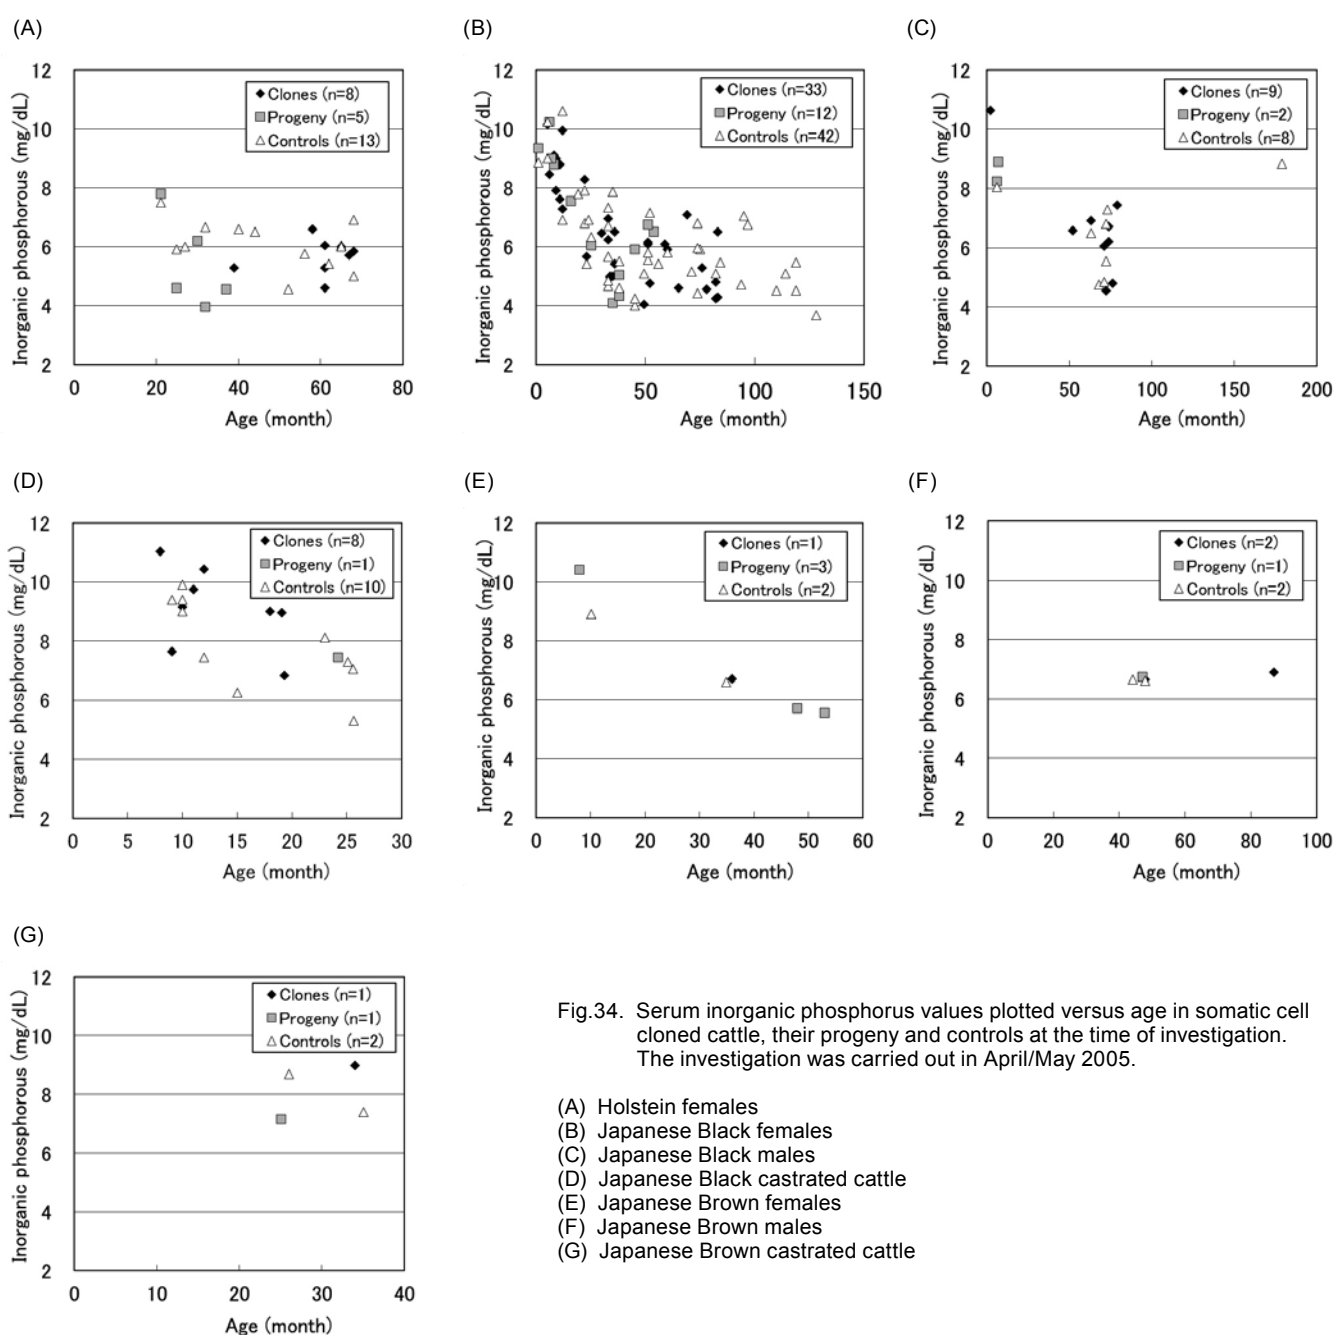 (A)
Inorganic phosphorous (mg/dL)
12
10
8
6
4
2
Clones (n=8)
Progeny (n=5)
Controls (n=13)
0 20 40 60 80
Age (month)
(B)
Inorganic phosphorous (mg/dL)
12
10
8
6
4
2
Clones (n=33)
Progeny (n=12)
Controls (n=42)
0 50 100 150
Age (month)
(C)
Inorganic phosphorous (mg/dL)
12
10
8
6
4
2
Clones (n=9)
Progeny (n=2)
Controls (n=8)
0 50 100 150 200
Age (month)
(D)
Inorganic phosphorous (mg/dL)
12
10
8
6
4
2
Clones (n=8)
Progeny (n=1)
Controls (n=10)
0 5 10 15 20 25 30
Age (month)
(E)
Inorganic phosphorous (mg/dL)
12
10
8
6
4
2
Clones (n=1)
Progeny (n=3)
Controls (n=2)
0 10 20 30 40 50 60
Age (month)
(F)
Inorganic phosphorous (mg/dL)
12
10
8
6
4
2
Clones (n=2)
Progeny (n=1)
Controls (n=2)
0 20 40 60 80 100
Age (month)
(G)
Inorganic phosphorous (mg/dL)
12
10
8
6
4
2
Clones (n=1)
Progeny (n=1)
Controls (n=2)
0 10 20 30 40
Age (month)
Fig.34. Serum inorganic phosphorus values plotted versus age in somatic cell
cloned cattle, their progeny and controls at the time of investigation.
The investigation was carried out in April/May 2005.
(A) Holstein females
(B) Japanese Black females
(C) Japanese Black males
(D) Japanese Black castrated cattle
(E) Japanese Brown females
(F) Japanese Brown males
(G) Japanese Brown castrated cattle